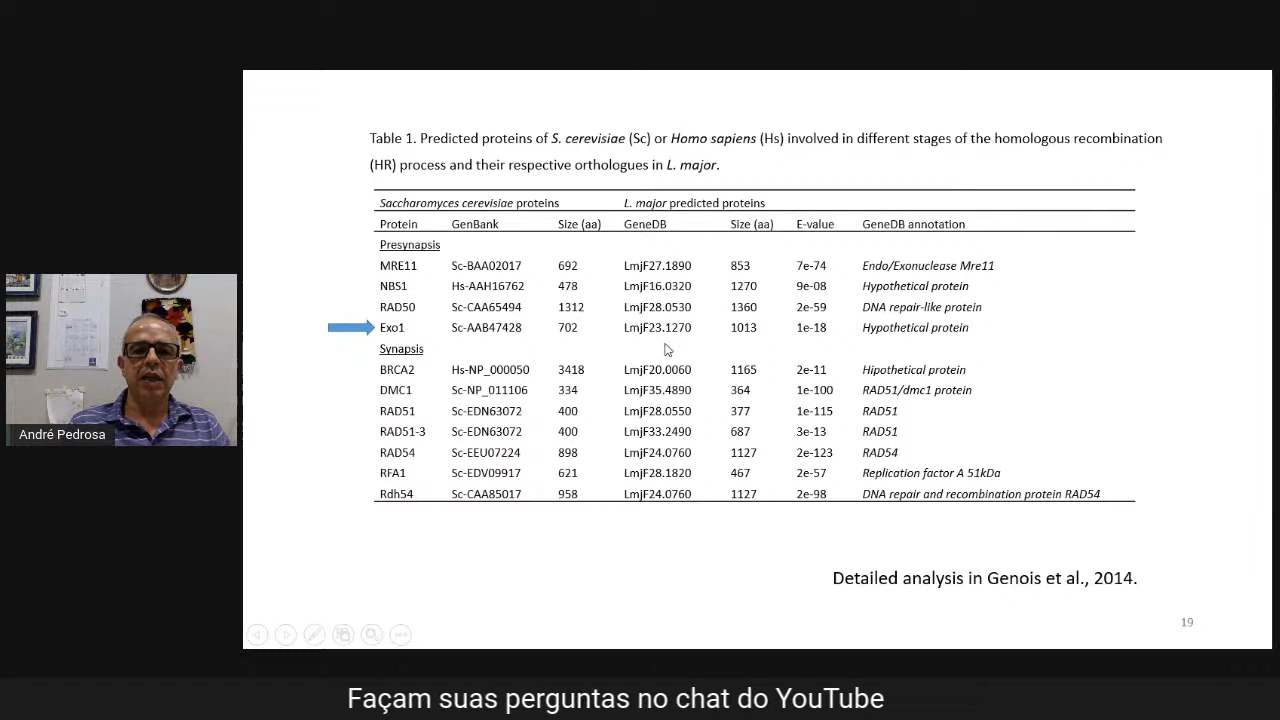 Table 1. Predicted proteins of S. cerevisiae (Sc) or Homo sapiens (Hs) involved in different stages of the homologous recombination
(HR) process and their respective orthologues in L. major.
Saccharomyces cerevisiae proteins L. major predicted proteins
Protein GenBank Size (aa) GeneDB Size (aa) E-value GeneDB annotation
Presynapsis
MRE11 Sc-BAA02017 692 LmjF27.1890 853 7e-74 Endo/Exonuclease Mre11
NBS1 Hs-AAH16762 478 LmjF16.0320 1270 9e-08 Hypothetical protein
RAD50 Sc-CAA65494 1312 LmjF28.0530 1360 2e-59 DNA repair-like protein
Exo1 Sc-AAB47428 702 LmjF23.1270 1013 1e-18 Hypothetical protein
Synapsis
BRCA2 Hs-NP_000050 3418 LmjF20.0060 1165 2e-11 Hipothetical protein
DMC1 Sc-NP_011106 334 LmjF35.4890 364 1e-100 RAD51/dmc1 protein
RAD51 Sc-EDN63072 400 LmjF28.0550 377 1e-115 RAD51
RAD51-3 Sc-EDN63072 400 LmjF33.2490 687 3e-13 RAD51
RAD54 Sc-EEU07224 898 LmjF24.0760 1127 2e-123 RAD54
RFA1 Sc-EDV09917 621 LmjF28.1820 467 2e-57 Replication factor A 51kDa
Rdh54 Sc-CAA85017 958 LmjF24.0760 1127 2e-98 DNA repair and recombination protein RAD54
André Pedrosa
Detailed analysis in Genois et al., 2014.
19
Façam suas perguntas no chat do YouTube